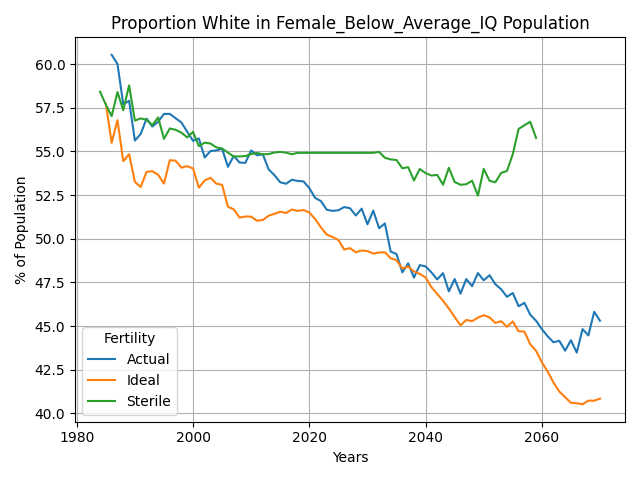 Proportion White in Female_Below_Average_IQ Population
% of Population
60.0
57.5
55.0
52.5
50.0
47.5
45.0
42.5
40.0
Fertility
Actual
Ideal
Sterile
1980
2000
2020
2040
2060
Years